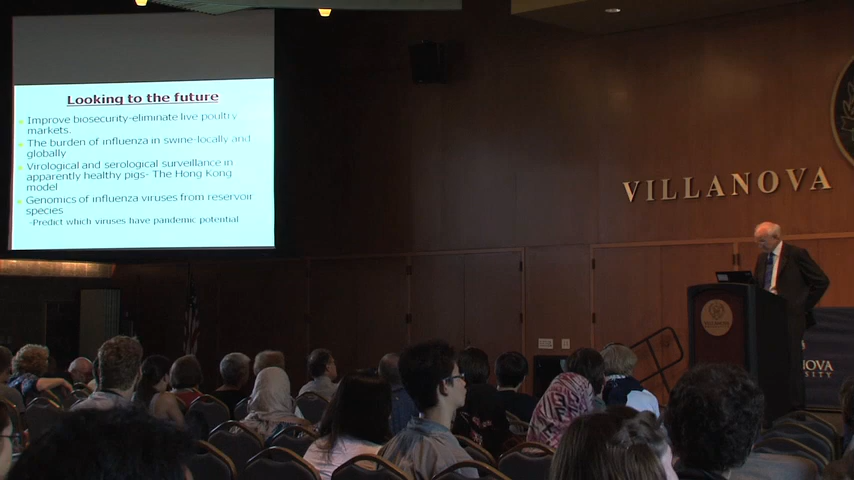 Looking to the future
Improve biosecurity-eliminate live poultry
markets.
The burden of influenza in swine-locally and
globally
Virological and serological surveillance in
apparently healthy pigs- The Hong Kong
model
Genomics of influenza viruses from reservoir
species
-Predict which viruses have pandemic potential
VILLANOVA
NOVA